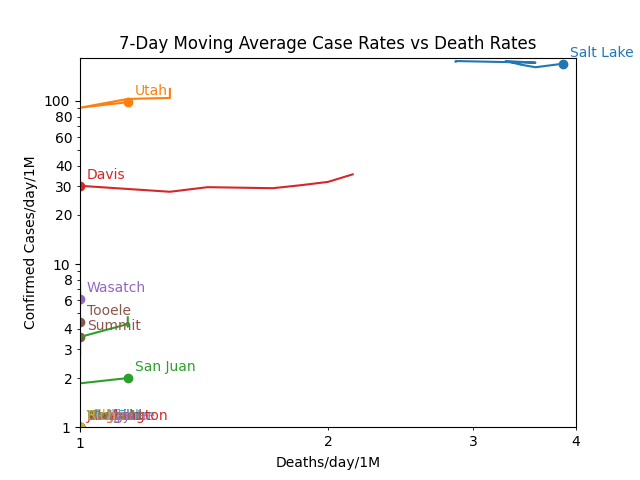 7-Day Moving Average Case Rates vs Death Rates
Salt Lake
Utah
Davis
Wasatch
Tooele
Summit
San Juan
Confirmed Cases/day/1M
100
80
60
40
30
20
10
8
6
4
3
2
1
1
2
3
4
Deaths/day/1M